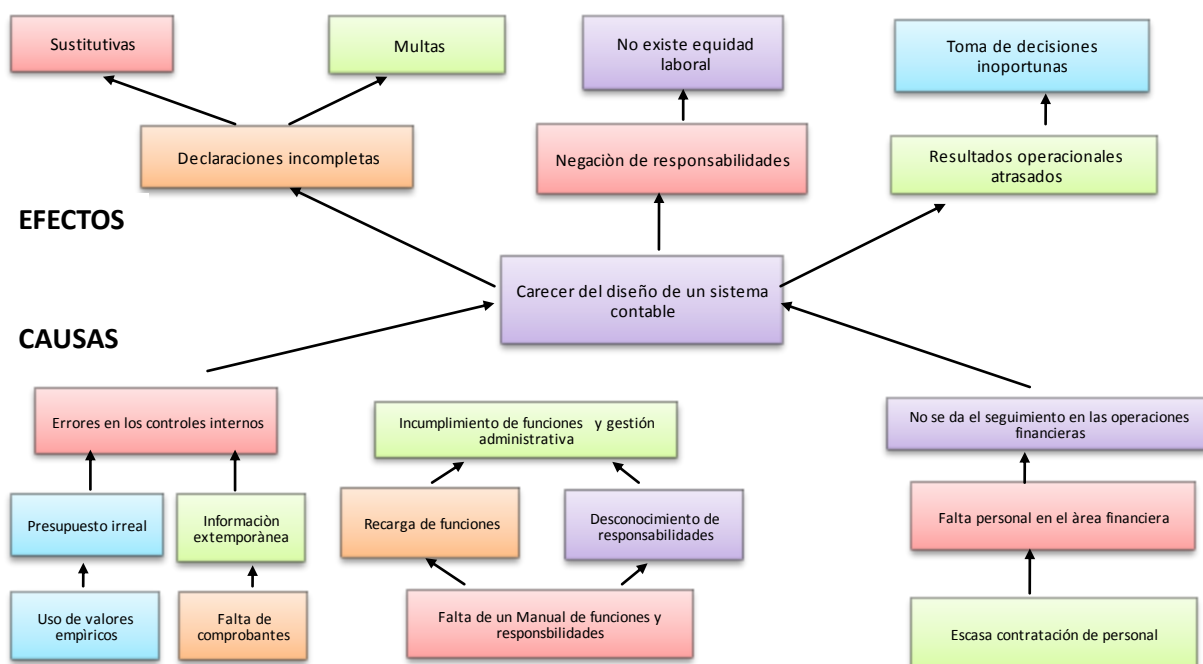 Sustitutivas
Multas
No existe equidad
laboral
Toma de decisiones
inoportunas
Declaraciones incompletas
Negaciòn de responsabilidades
Resultados operacionales
atrasados
EFECTOS
Carecer del diseño de un sistema
contable
CAUSAS
Errores en los controles internos
Incumplimiento de funciones y gestión
administrativa
No se da el seguimiento en las operaciones
financieras
Presupuesto irreal
Informaciòn
extemporànea
Recarga de funciones
Desconocimiento de
responsabilidades
Falta personal en el àrea financiera
Uso de valores
empìricos
Falta de
comprobantes
Falta de un Manual de funciones y
responsbilidades
Escasa contratación de personal